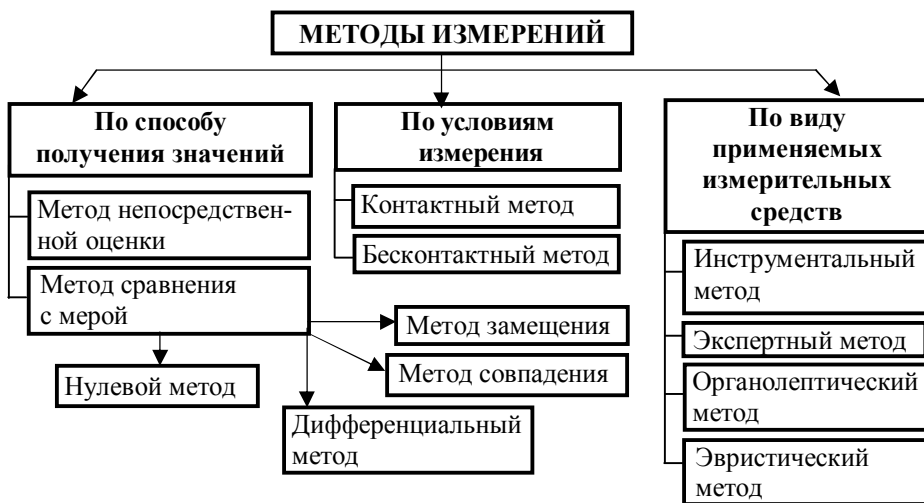 МЕТОДЫ ИЗМЕРЕНИЙ
По способу
получения значений
Метод непосредствен-
ной оценки
Метод сравнения
с мерой
Нулевой метод
Дифференциальный
метод
Метод замещения
Метод совпадения
По условиям
измерения
Контактный метод
Бесконтактный метод
По виду
применяемых
измерительных
средств
Инструментальный
метод
Экспертный метод
Органолептический
метод
Эвристический
метод